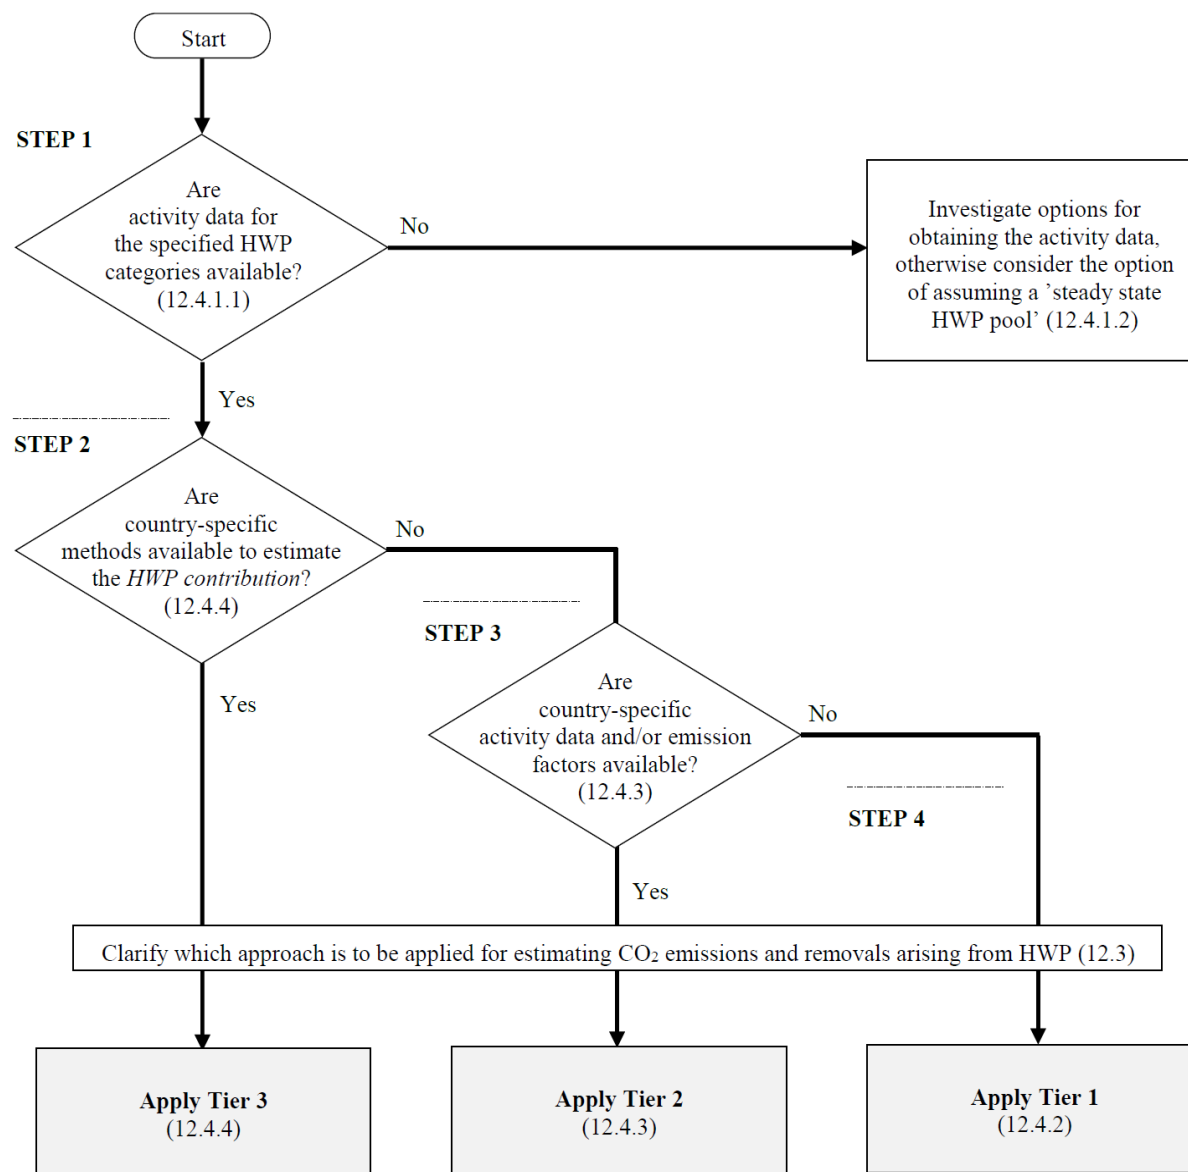 Start
STEP 1
Are
activity data for
the specified HWP
categories available?
(12.4.1.1)
No
Investigate options for
obtaining the activity data,
otherwise consider the option
of assuming a ’steady state
HWP pool’ (12.4.1.2)
Yes
STEP 2
Are
country-specific
methods available to estimate
the HWP contribution?
(12.4.4)
No
Yes
STEP 3
Are
country-specific
activity data and/or emission
factors available?
(12.4.3)
No
Yes
STEP 4
Clarify which approach is to be applied for estimating CO₂ emissions and removals arising from HWP (12.3)
Apply Tier 3
(12.4.4)
Apply Tier 2
(12.4.3)
Apply Tier 1
(12.4.2)